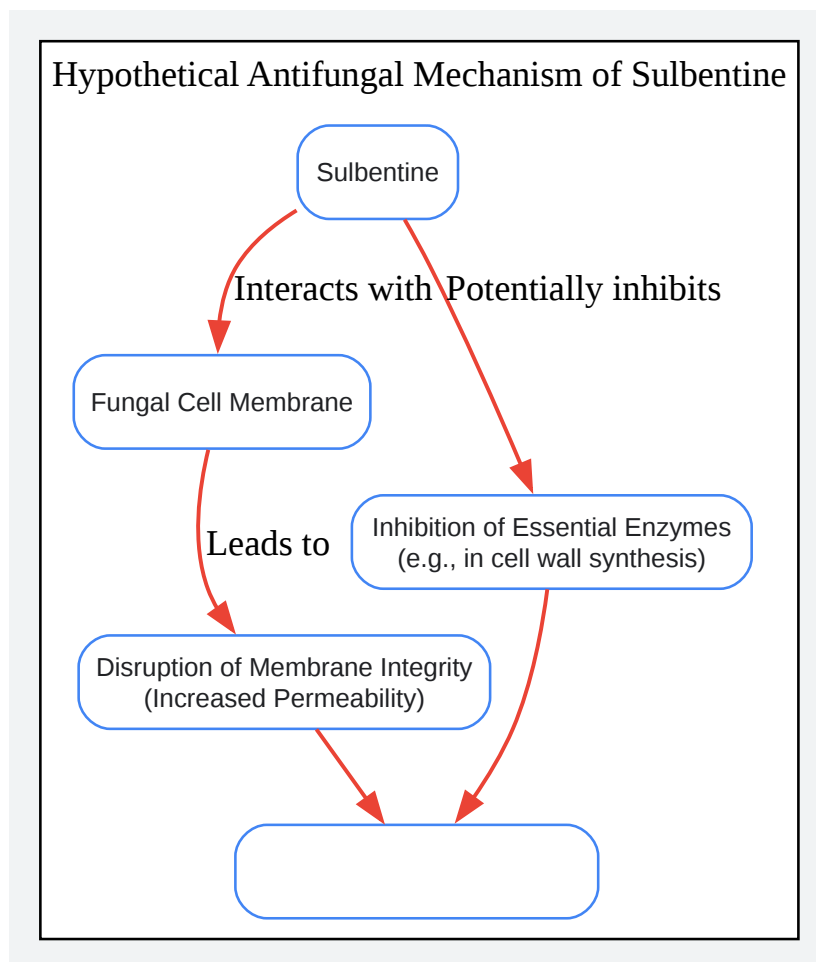 Hypothetical Antifungal Mechanism of Sulbentine
Sulbentine
Interacts with
Potentially inhibits
Fungal Cell Membrane
Inhibition of Essential Enzymes
(e.g., in cell wall synthesis)
Leads to
Disruption of Membrane Integrity
(Increased Permeability)